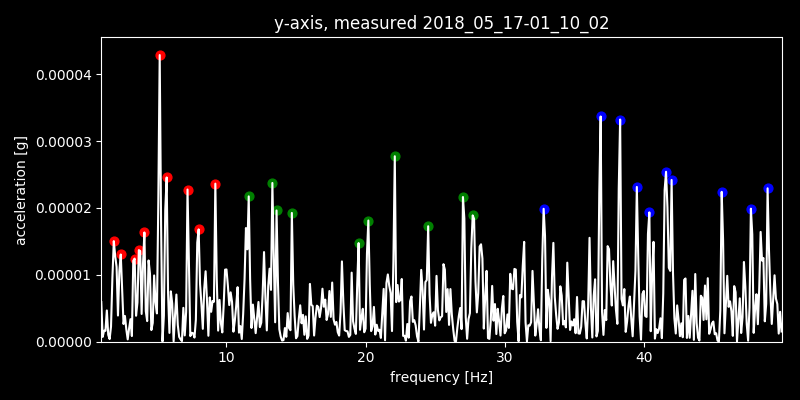 y-axis, measured 2018_05_17-01_10_02
0.00004
0.00003
0.00002
0.00001
0.00000
acceleration [g]
10 20 30 40
frequency [Hz]